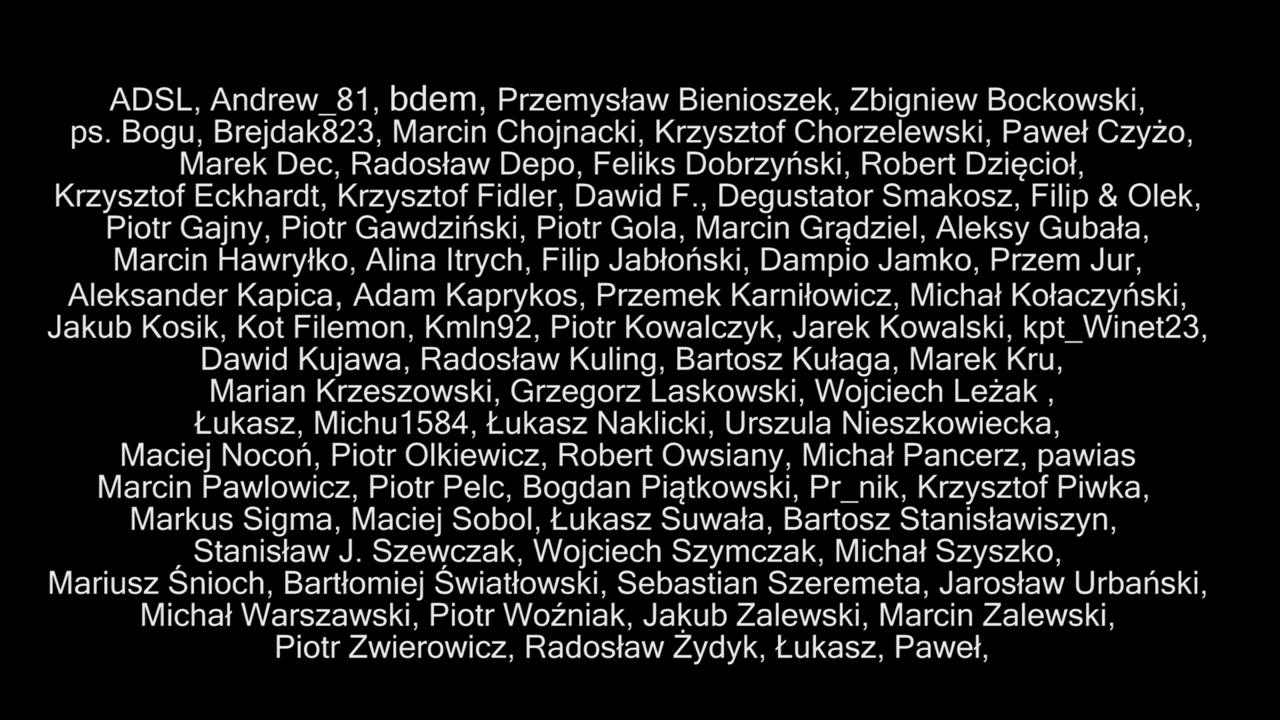 ADSL, Andrew_81, bdem, Przemysław Bienioszek, Zbigniew Bockowski,
ps. Bogu, Brejdak823, Marcin Chojnacki, Krzysztof Chorzelewski, Paweł Czyżo,
Marek Dec, Radosław Depo, Feliks Dobrzyński, Robert Dzięcioł,
Krzysztof Eckhardt, Krzysztof Fidler, Dawid F., Degustator Smakosz, Filip & Olek,
Piotr Gajny, Piotr Gawdziński, Piotr Gola, Marcin Grądziel, Aleksy Gubała,
Marcin Hawryłko, Alina Itrych, Filip Jabłoński, Dampio Jamko, Przem Jur,
Aleksander Kapica, Adam Kaprykos, Przemek Karniłowicz, Michał Kołaczyński,
Jakub Kosik, Kot Filemon, Kmln92, Piotr Kowalczyk, Jarek Kowalski, kpt_Winet23,
Dawid Kujawa, Radosław Kuling, Bartosz Kułaga, Marek Kru,
Marian Krzeszowski, Grzegorz Laskowski, Wojciech Leżak ,
Łukasz, Michu1584, Łukasz Naklicki, Urszula Nieszkowiecka,
Maciej Nocoń, Piotr Olkiewicz, Robert Owsiany, Michał Pancerz, pawias
Marcin Pawlowicz, Piotr Pelc, Bogdan Piątkowski, Pr_nik, Krzysztof Piwka,
Markus Sigma, Maciej Sobol, Łukasz Suwała, Bartosz Stanisławiszyn,
Stanisław J. Szewczak, Wojciech Szymczak, Michał Szyszko,
Mariusz Śnioch, Bartłomiej Światłowski, Sebastian Szeremeta, Jarosław Urbański,
Michał Warszawski, Piotr Woźniak, Jakub Zalewski, Marcin Zalewski,
Piotr Zwierowicz, Radosław Żydyk, Łukasz, Paweł,